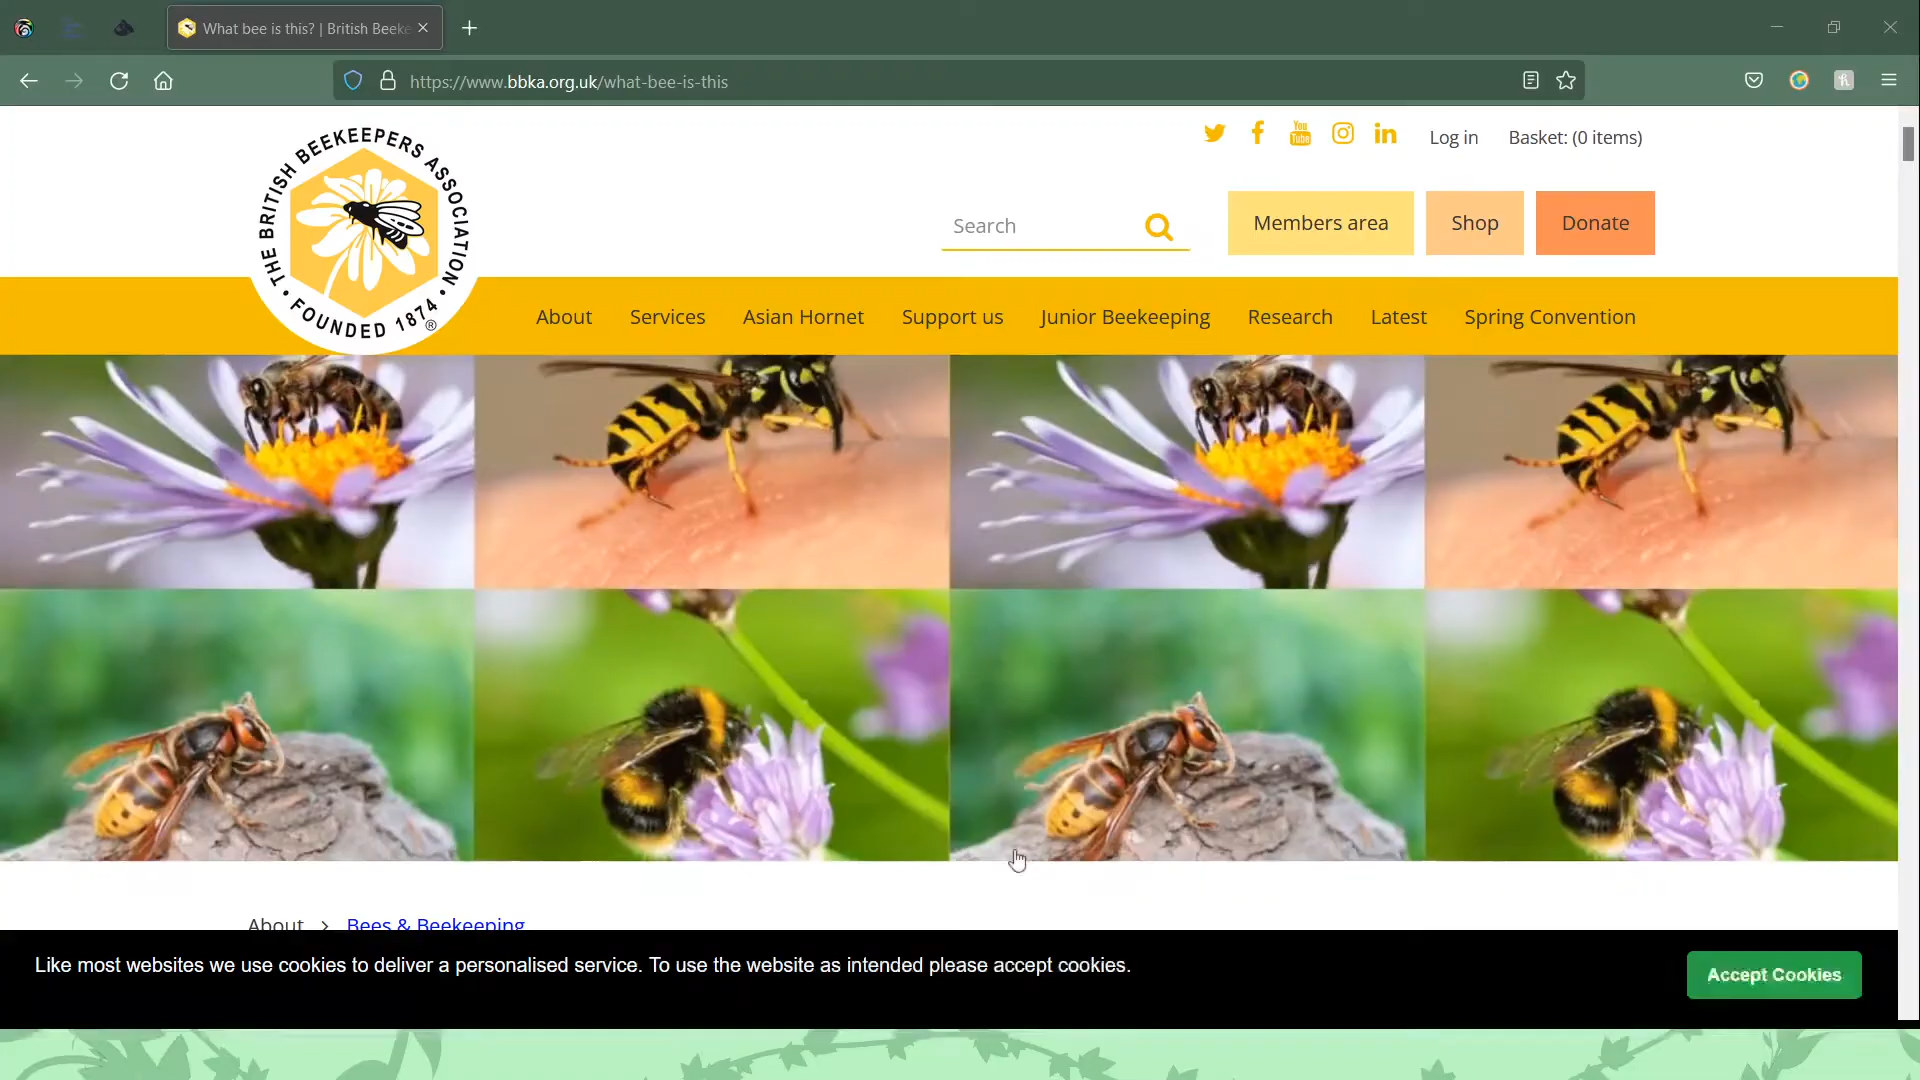 What bee is this? | British Beeke
https://www.bbka.org.uk/what-bee-is-this
Log in
Basket: (0 items)
THE BRITISH BEEKEEPERS ASSOCIATION
• FOUNDED 1874 •
®
You
Tube
Search
Members area
Shop
Donate
About
Services
Asian Hornet
Support us
Junior Beekeeping
Research
Latest
Spring Convention
About > Bees & Beekeeping
Like most websites we use cookies to deliver a personalised service. To use the website as intended please accept cookies.
Accept Cookies